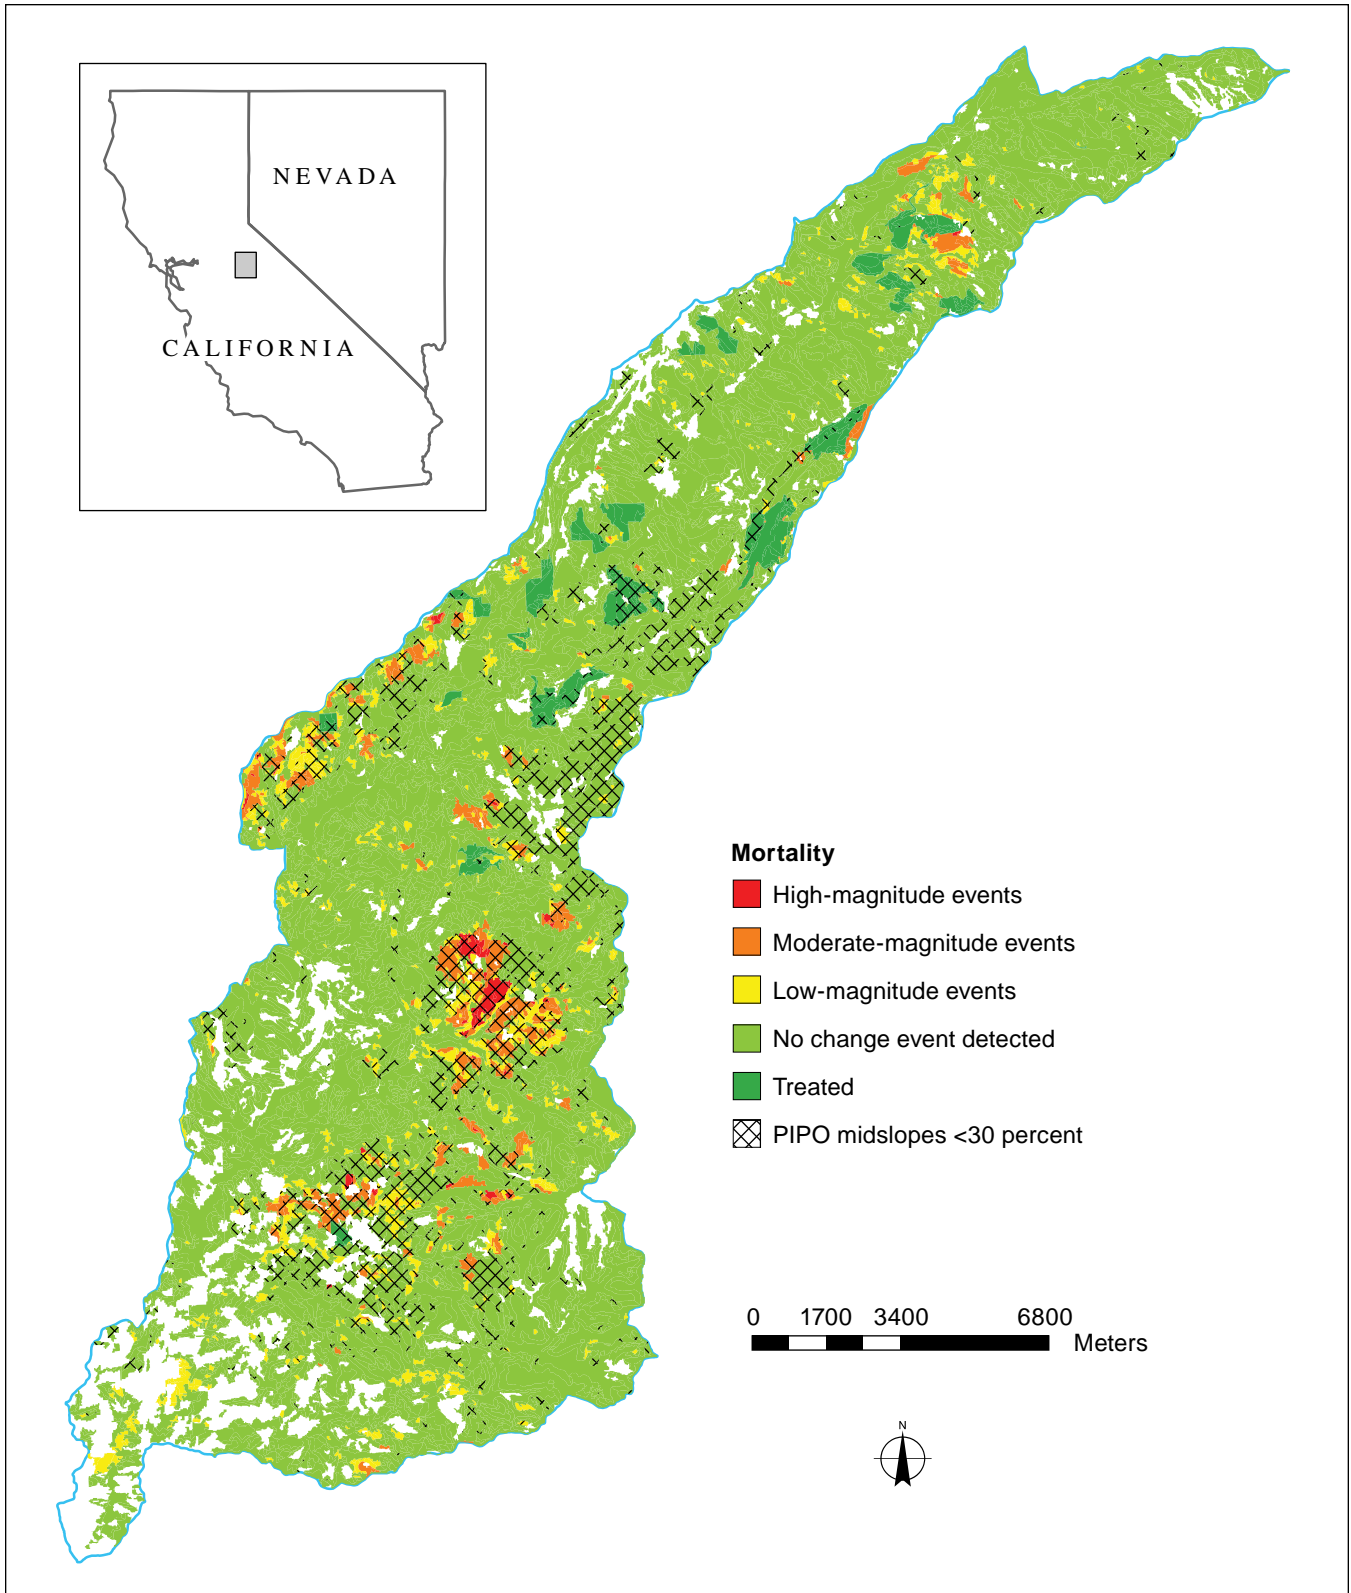 NEVADA
CALIFORNIA
Mortality
High-magnitude events
Moderate-magnitude events
Low-magnitude events
No change event detected
Treated
PIPO midslopes <30 percent
0 1700 3400 6800
Meters
N